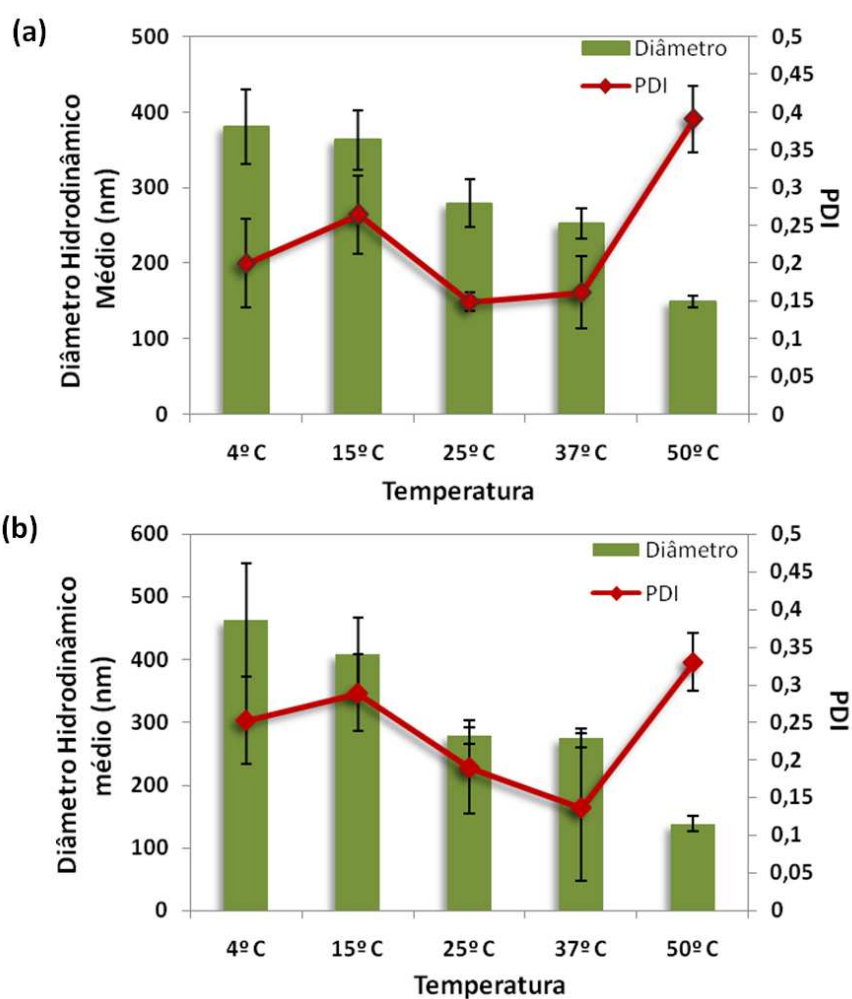 (a)
Diâmetro Hidrodinâmico
Médio (nm)
500
400
300
200
100
0
Diâmetro
PDI
0,5
0,45
0,4
0,35
0,3
0,25
0,2
0,15
0,1
0,05
0
PDI
4º C 15º C 25º C 37º C 50º C
Temperatura
(b)
Diâmetro Hidrodinâmico
médio (nm)
600
500
400
300
200
100
0
Diâmetro
PDI
0,5
0,45
0,4
0,35
0,3
0,25
0,2
0,15
0,1
0,05
0
PDI
4º C 15º C 25º C 37º C 50º C
Temperatura